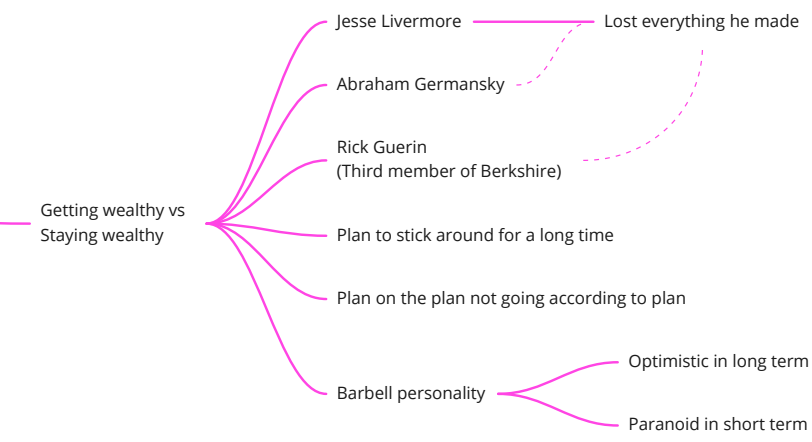 Jesse Livermore
Lost everything he made
Abraham Germansky
Rick Guerin
(Third member of Berkshire)
Getting wealthy vs
Staying wealthy
Plan to stick around for a long time
Plan on the plan not going according to plan
Barbell personality
Optimistic in long term
Paranoid in short term